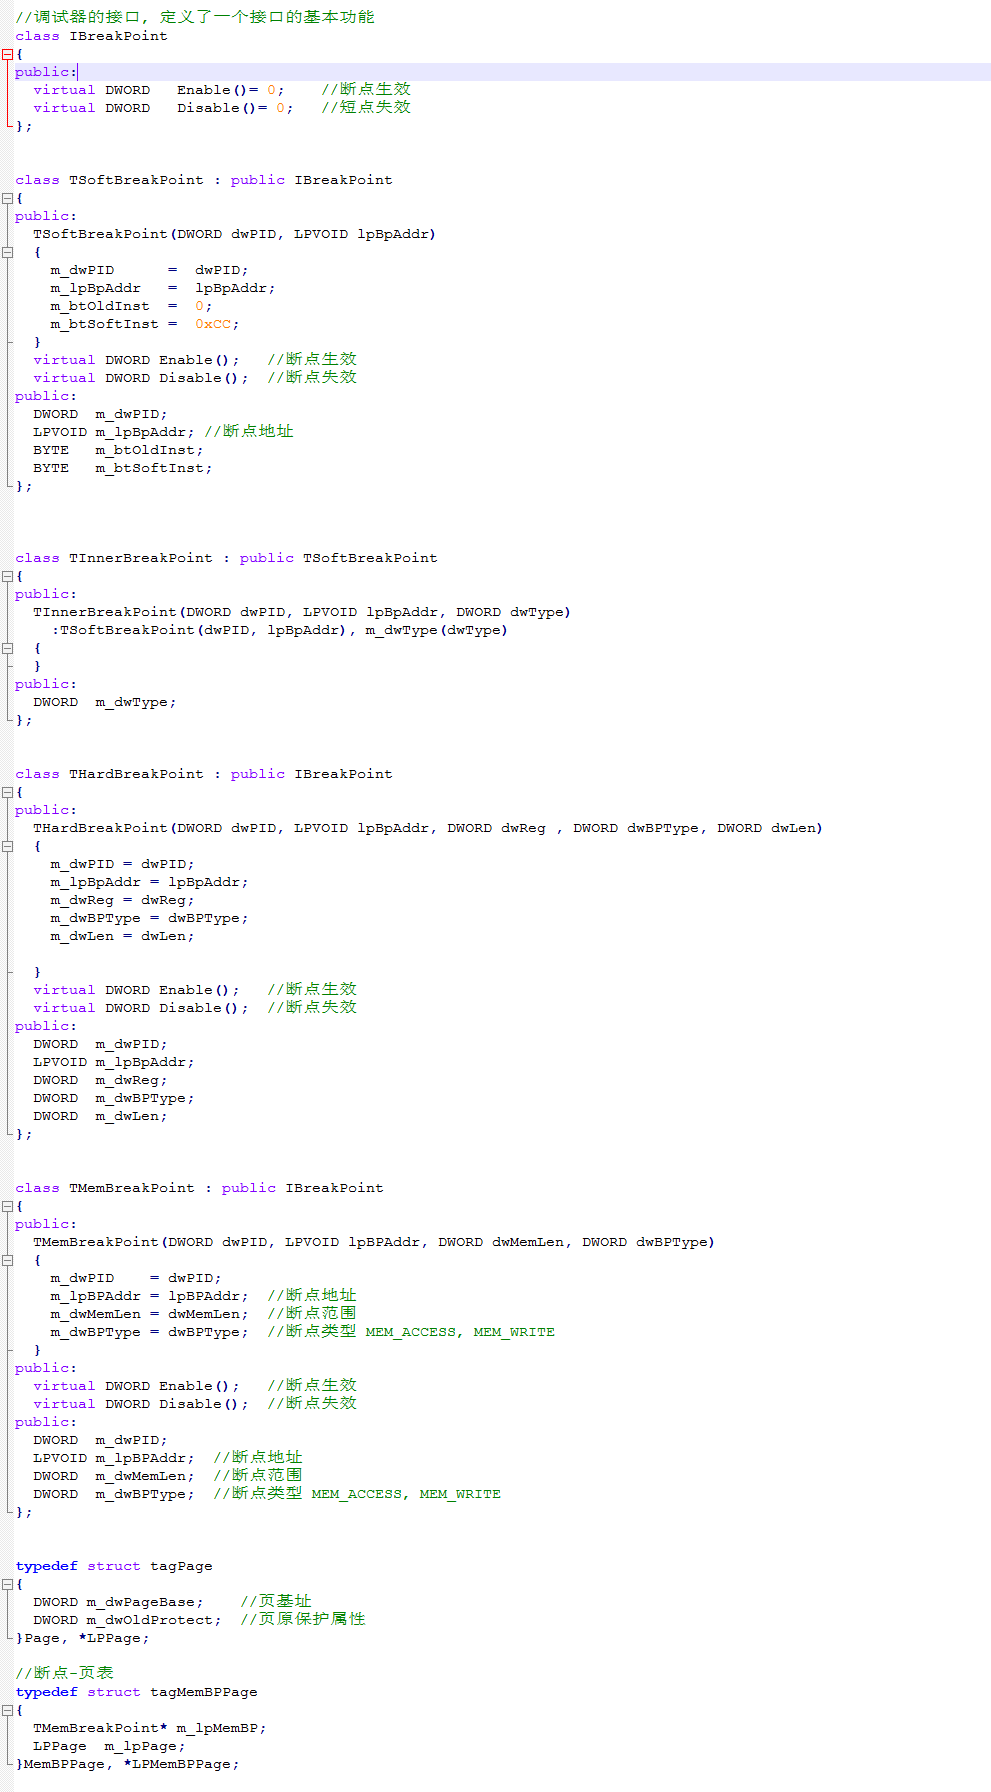 //调试器的接口, 定义了一个接口的基本功能
class IBreakPoint
{
public:
virtual DWORD   Enable()= 0;    //断点生效
virtual DWORD   Disable()= 0;   //短点失效
};
class TSoftBreakPoint : public IBreakPoint
{
public:
TSoftBreakPoint(DWORD dwPID, LPVOID lpBpAddr)
{
m_dwPID      =  dwPID;
m_lpBpAddr   =  lpBpAddr;
m_btOldInst  =  0;
m_btSoftInst =  0xCC;
}
virtual DWORD Enable();   //断点生效
virtual DWORD Disable();  //断点失效
public:
DWORD  m_dwPID;
LPVOID m_lpBpAddr; //断点地址
BYTE   m_btOldInst;
BYTE   m_btSoftInst;
};
class TInnerBreakPoint : public TSoftBreakPoint
{
public:
TInnerBreakPoint(DWORD dwPID, LPVOID lpBpAddr, DWORD dwType)
:TSoftBreakPoint(dwPID, lpBpAddr), m_dwType(dwType)
{
}
public:
DWORD  m_dwType;
};
class THardBreakPoint : public IBreakPoint
{
public:
THardBreakPoint(DWORD dwPID, LPVOID lpBpAddr, DWORD dwReg , DWORD dwBPType, DWORD dwLen)
{
m_dwPID = dwPID;
m_lpBpAddr = lpBpAddr;
m_dwReg = dwReg;
m_dwBPType = dwBPType;
m_dwLen = dwLen;
}
virtual DWORD Enable();   //断点生效
virtual DWORD Disable();  //断点失效
public:
DWORD  m_dwPID;
LPVOID m_lpBpAddr;
DWORD  m_dwReg;
DWORD  m_dwBPType;
DWORD  m_dwLen;
};
class TMemBreakPoint : public IBreakPoint
{
public:
TMemBreakPoint(DWORD dwPID, LPVOID lpBPAddr, DWORD dwMemLen, DWORD dwBPType)
{
m_dwPID    = dwPID;
m_lpBPAddr = lpBPAddr;  //断点地址
m_dwMemLen = dwMemLen;  //断点范围
m_dwBPType = dwBPType;  //断点类型 MEM_ACCESS, MEM_WRITE
}
public:
virtual DWORD Enable();   //断点生效
virtual DWORD Disable();  //断点失效
public:
DWORD  m_dwPID;
LPVOID m_lpBPAddr;  //断点地址
DWORD  m_dwMemLen;  //断点范围
DWORD  m_dwBPType;  //断点类型 MEM_ACCESS, MEM_WRITE
};
typedef struct tagPage
{
DWORD m_dwPageBase;    //页基址
DWORD m_dwOldProtect;  //页原保护属性
}Page, *LPPage;
//断点-页表
typedef struct tagMemBPPage
{
TMemBreakPoint* m_lpMemBP;
LPPage  m_lpPage;
}MemBPPage, *LPMemBPPage;